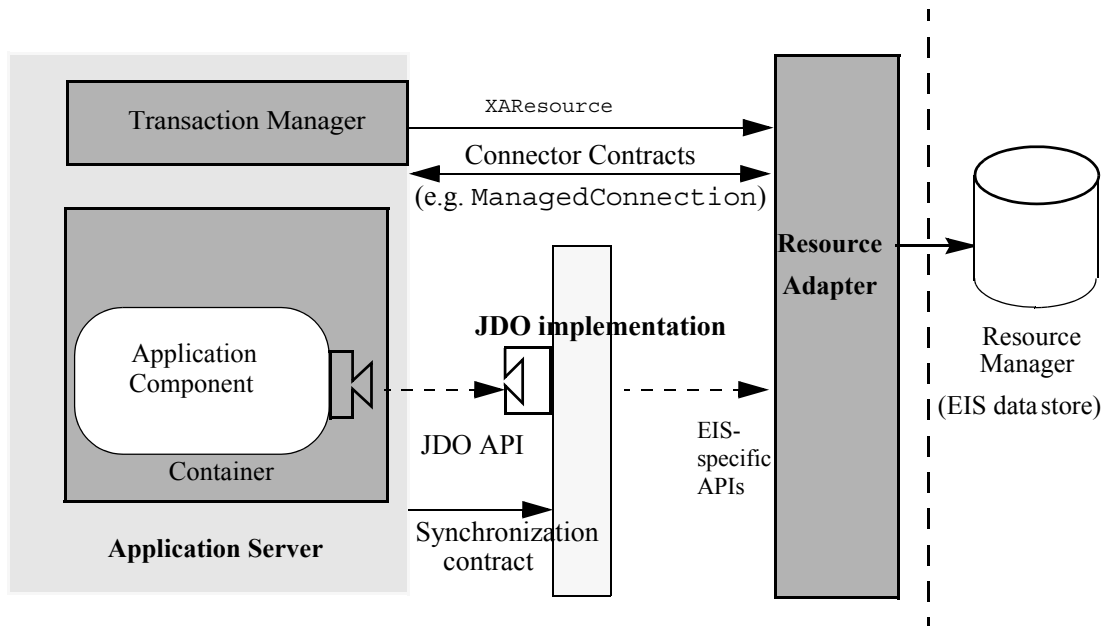 Transaction Manager
XAResource
Connector Contracts
(e.g. ManagedConnection)
Resource
Adapter
JDO implementation
Resource
Manager
(EIS data store)
Application
Component
JDO API
EIS-
specific
APIs
Container
Synchronization
contract
Application Server